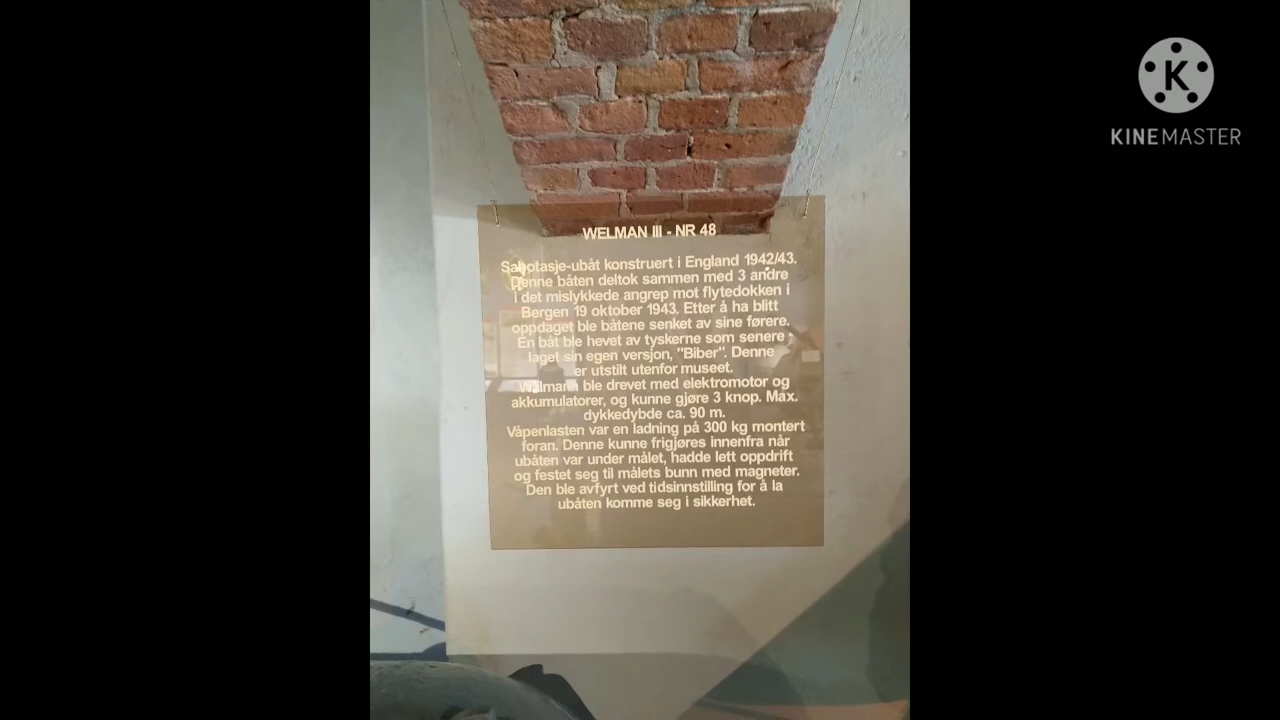 WELMAN III - NR 48
Sabotasje-ubåt konstruert i England 1942/43.
Denne båten deltok sammen med 3 andre
i det mislykkede angrep mot flytedokken i
Bergen 19 oktober 1943. Etter å ha blitt
oppdaget ble båtene senket av sine førere.
En båt ble hevet av tyskerne som senere
laget sin egen versjon, "Biber". Denne
er utstilt utenfor museet.
Welmann ble drevet med elektromotor og
akkumulatorer, og kunne gjøre 3 knop. Max.
dykkedybde ca. 90 m.
Våpenlasten var en ladning på 300 kg montert
foran. Denne kunne frigjøres innenfra når
ubåten var under målet, hadde lett oppdrift
og festet seg til målets bunn med magneter.
Den ble avfyrt ved tidsinnstilling for å la
ubåten komme seg i sikkerhet.
K
KINEMASTER